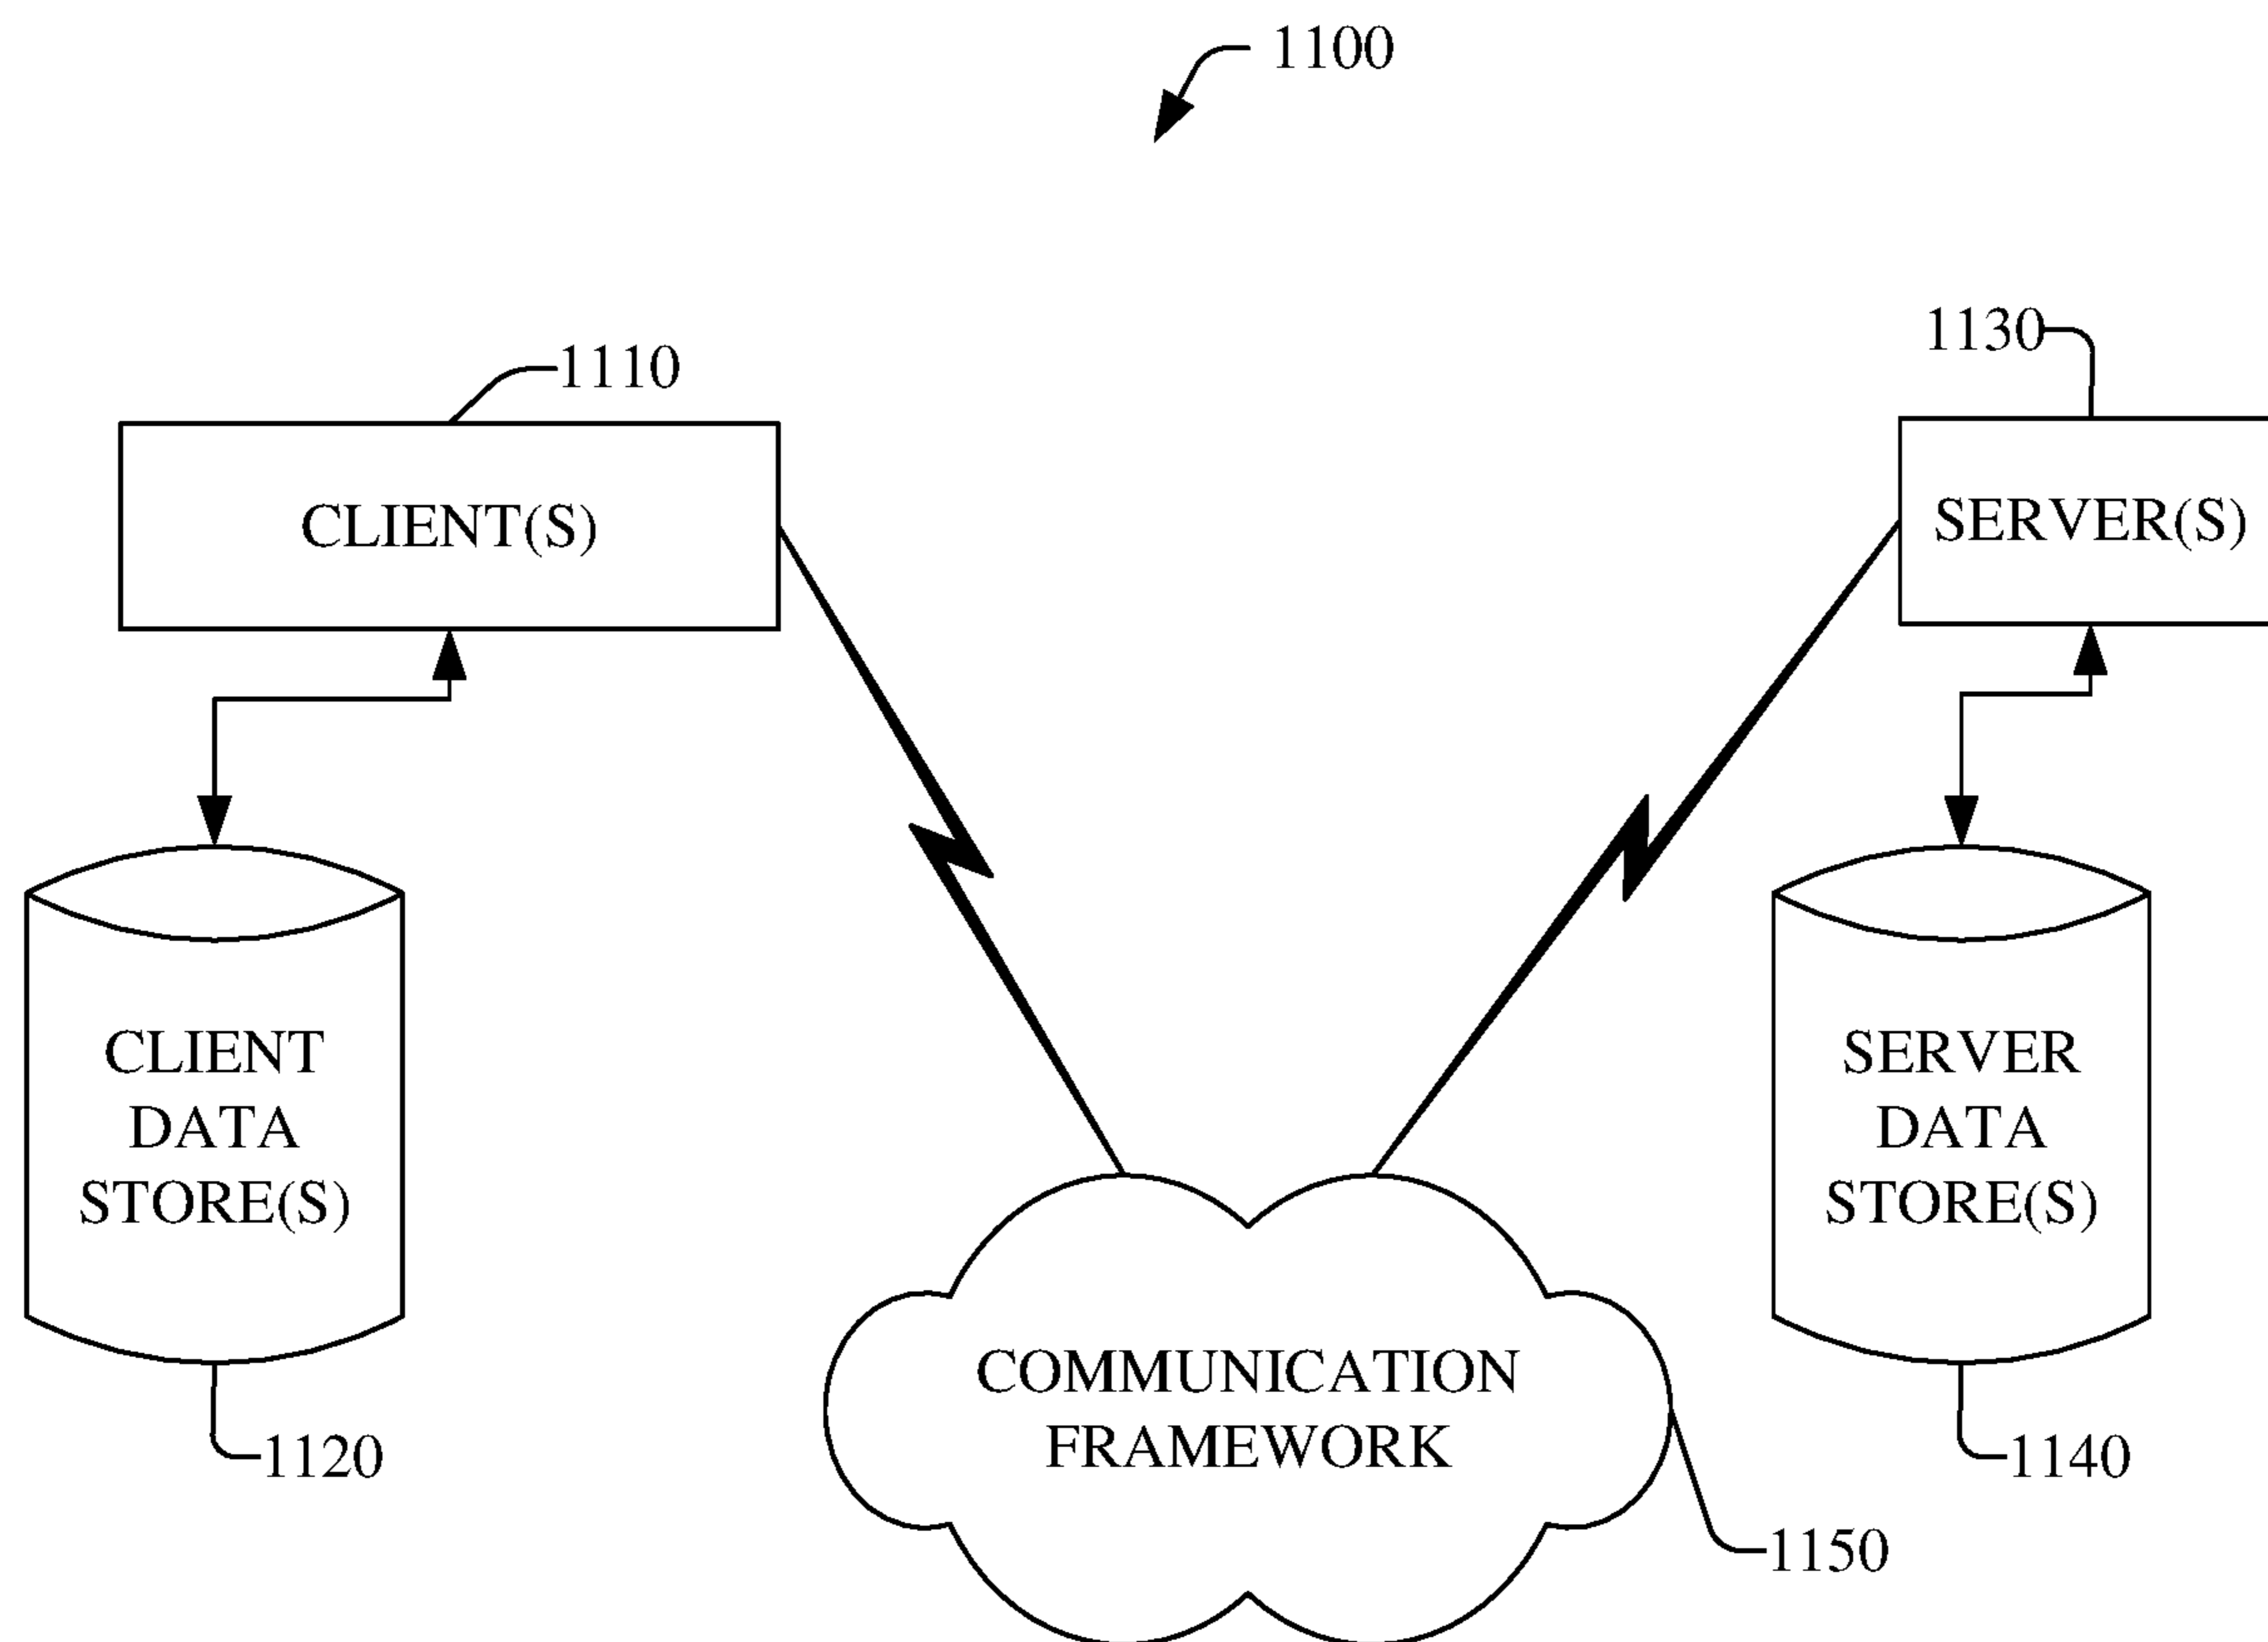 1100
1110
1130
CLIENT(S)
SERVER(S)
CLIENT
DATA
STORE(S)
SERVER
DATA
STORE(S)
COMMUNICATION
FRAMEWORK
1120
1140
1150